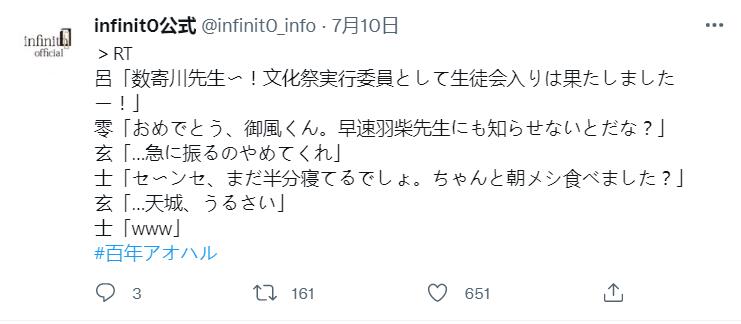 infinit0
official
infinit0公式 @infinit0_info · 7月10日
＞RT
呂「数寄川先生〜！文化祭実行委員として生徒会入りは果たしました
ー！」
零「おめでとう、御風くん。早速羽柴先生にも知らせないとだな？」
玄「...急に振るのやめてくれ」
士「セ〜ンセ、まだ半分寝てるでしょ。ちゃんと朝メシ食べました？」
玄「...天城、うるさい」
士「www」
#百年アオハル
3 161 651